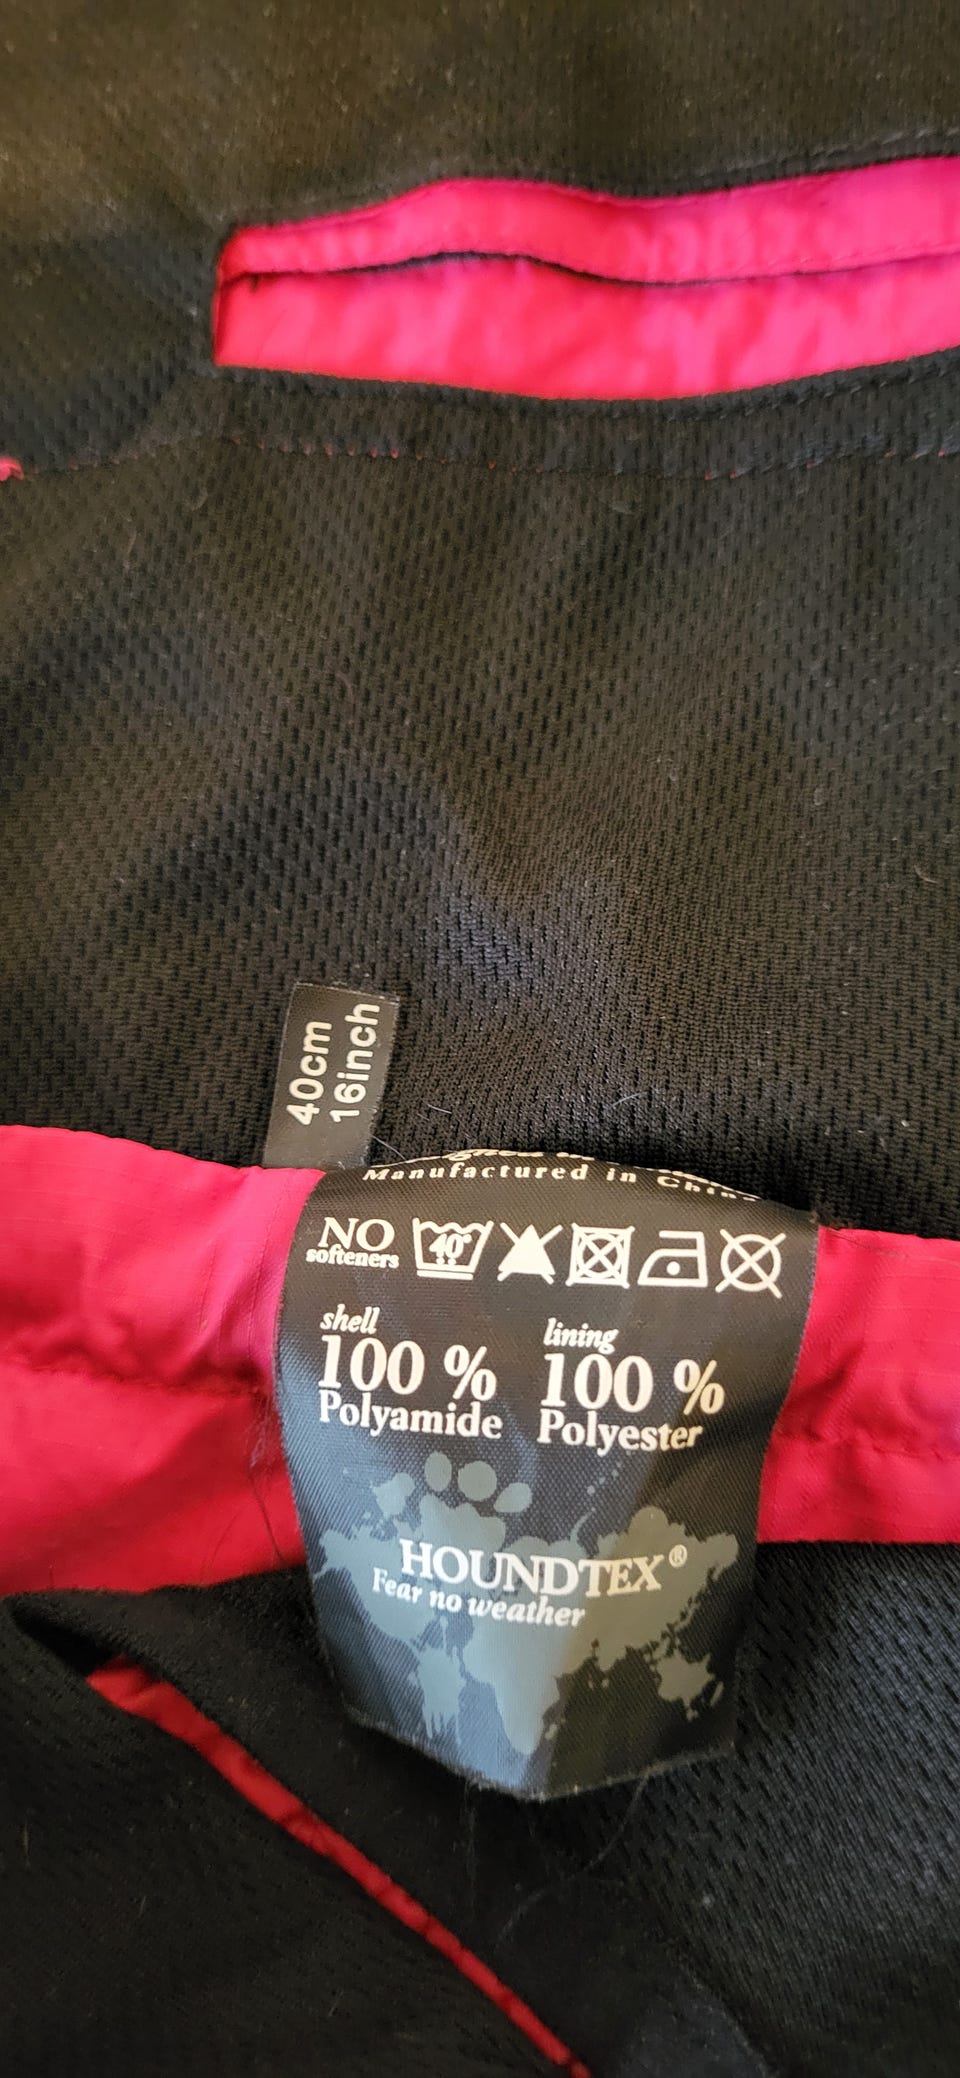 40cm
16inch
Manufactured in China
NO
softeners
40°
shell
100 %
Polyamide
lining
100 %
Polyester
HOUNDTEX®
Fear no weather